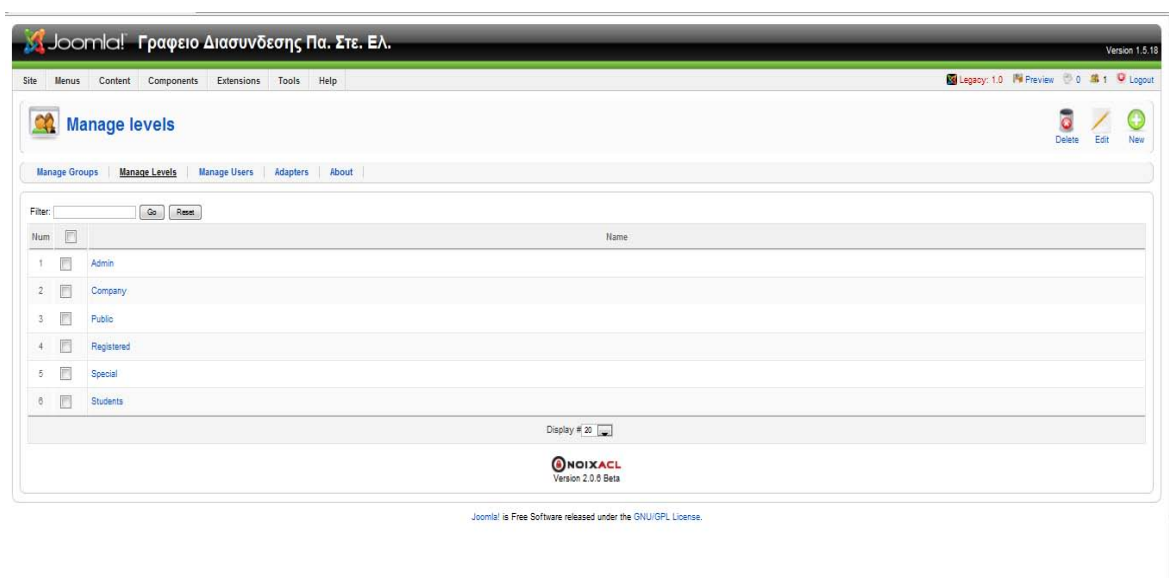 Joomla! Γραφειο Διασυνδεσης Πα. Στε. Ελ.
Version 1.5.18
Site Menus Content Components Extensions Tools Help Legacy: 1.0 Preview 0 1 Logout
Manage levels
Delete Edit New
Manage Groups Manage Levels Manage Users Adapters About
Filter: Go Reset
Num Name
1 Admin
2 Company
3 Public
4 Registered
5 Special
6 Students
Display # 20
NOIXACL
Version 2.0.6 Beta
Joomla! is Free Software released under the GNU/GPL License.